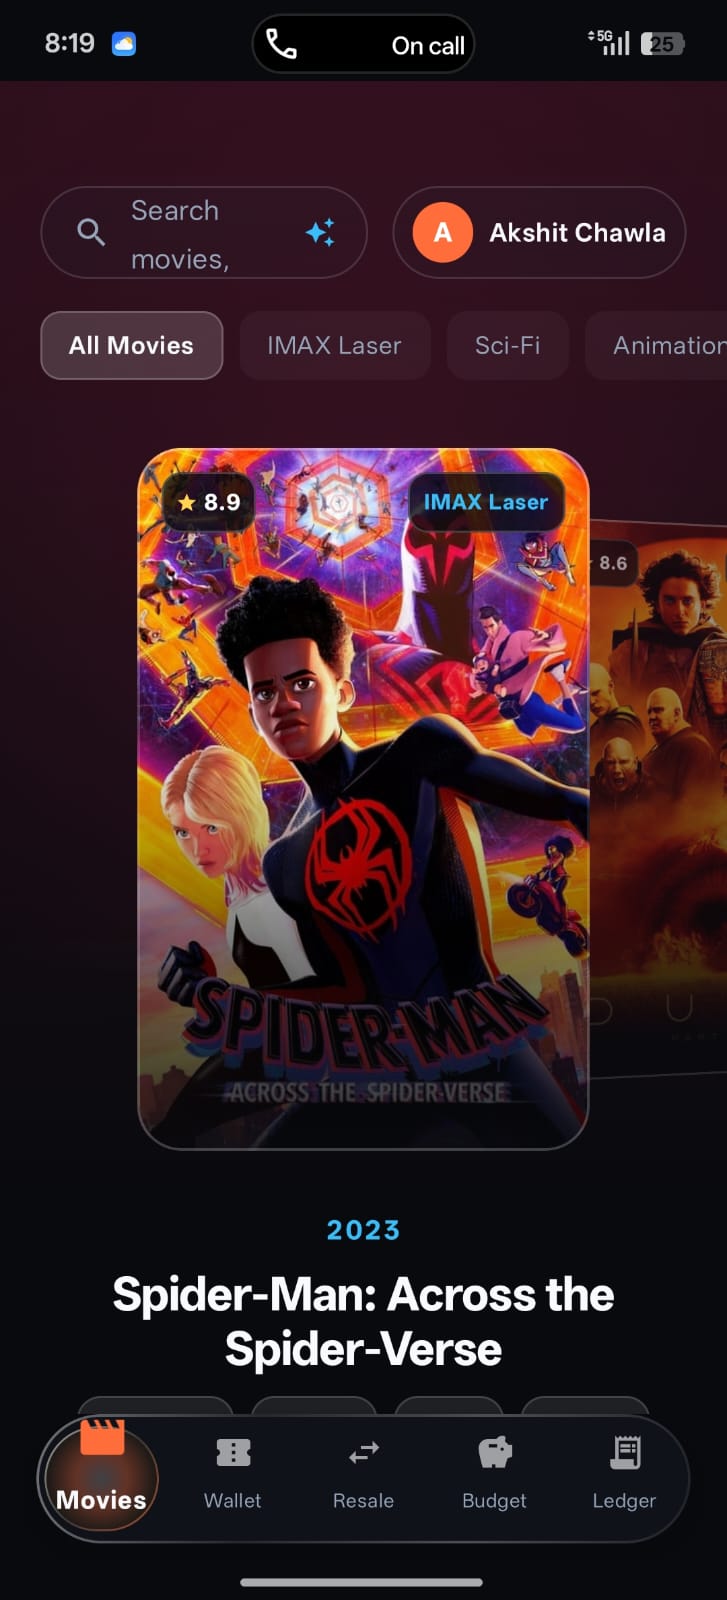 8:19
On call
5G
25
Search
movies,
A
Akshit Chawla
All Movies
IMAX Laser
Sci-Fi
Animation
8.9
IMAX Laser
8.6
SPIDER-MAN
ACROSS THE SPIDER-VERSE
D U
2023
Spider-Man: Across the
Spider-Verse
Movies
Wallet
Resale
Budget
Ledger